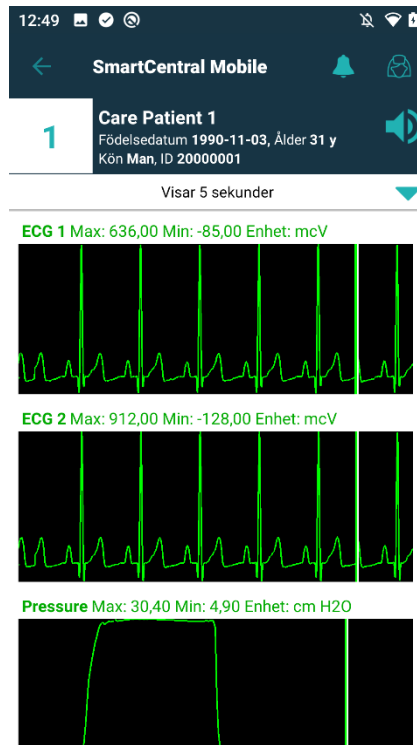 12:49
SmartCentral Mobile
1
Care Patient 1
Födelsedatum 1990-11-03, Ålder 31 y
Kön Man, ID 20000001
Visar 5 sekunder
ECG 1 Max: 636,00 Min: -85,00 Enhet: mcV
ECG 2 Max: 912,00 Min: -128,00 Enhet: mcV
Pressure Max: 30,40 Min: 4,90 Enhet: cm H2O